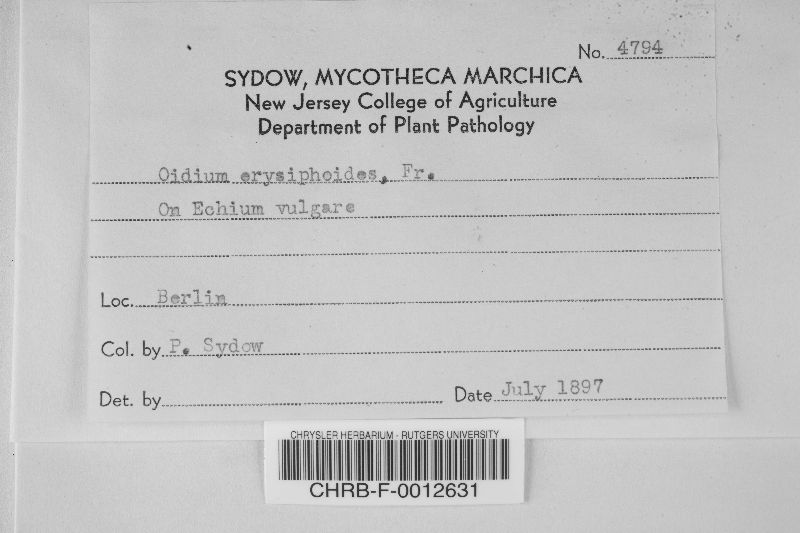 No. 4794
SYDOW, MYCOTHECA MARCHICA
New Jersey College of Agriculture
Department of Plant Pathology
Oidium erysiphoides, Fr.
On Echium vulgare
Loc. Berlin
Col. by P. Sydow
Det. by
Date July 1897
CHRYSLER HERBARIUM - RUTGERS UNIVERSITY
CHRB-F-0012631